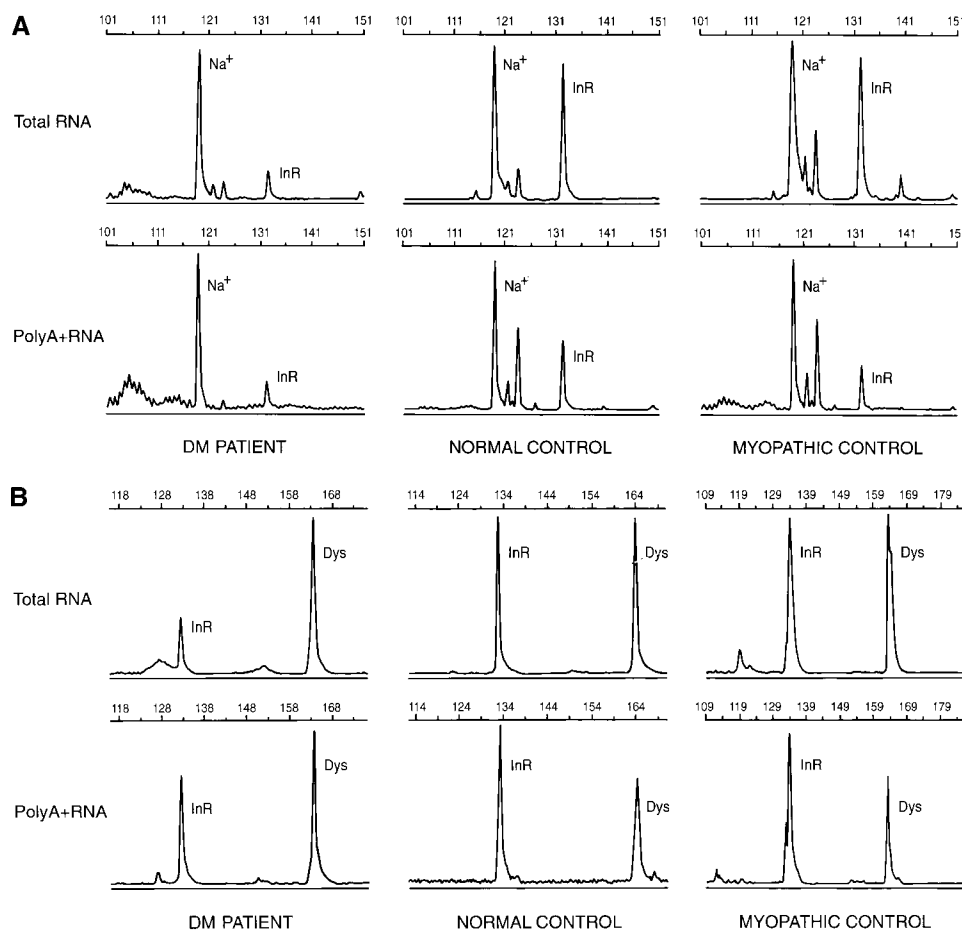 A
101 111 121 131 141 151
101 111 121 131 141 151
101 111 121 131 141 151
Total RNA
Na+
InR
Na+
InR
Na+
InR
101 111 121 131 141 151
101 111 121 131 141 151
101 111 121 131 141 151
PolyA+RNA
Na+
InR
Na+
InR
Na+
InR
DM PATIENT
NORMAL CONTROL
MYOPATHIC CONTROL
B
118 128 138 148 158 168
114 124 134 144 154 164
109 119 129 139 149 159 169 179
Total RNA
InR
Dys
InR
Dys
InR
Dys
118 128 138 148 158 168
114 124 134 144 154 164
109 119 129 139 149 159 169 179
PolyA+RNA
InR
Dys
InR
Dys
InR
Dys
DM PATIENT
NORMAL CONTROL
MYOPATHIC CONTROL